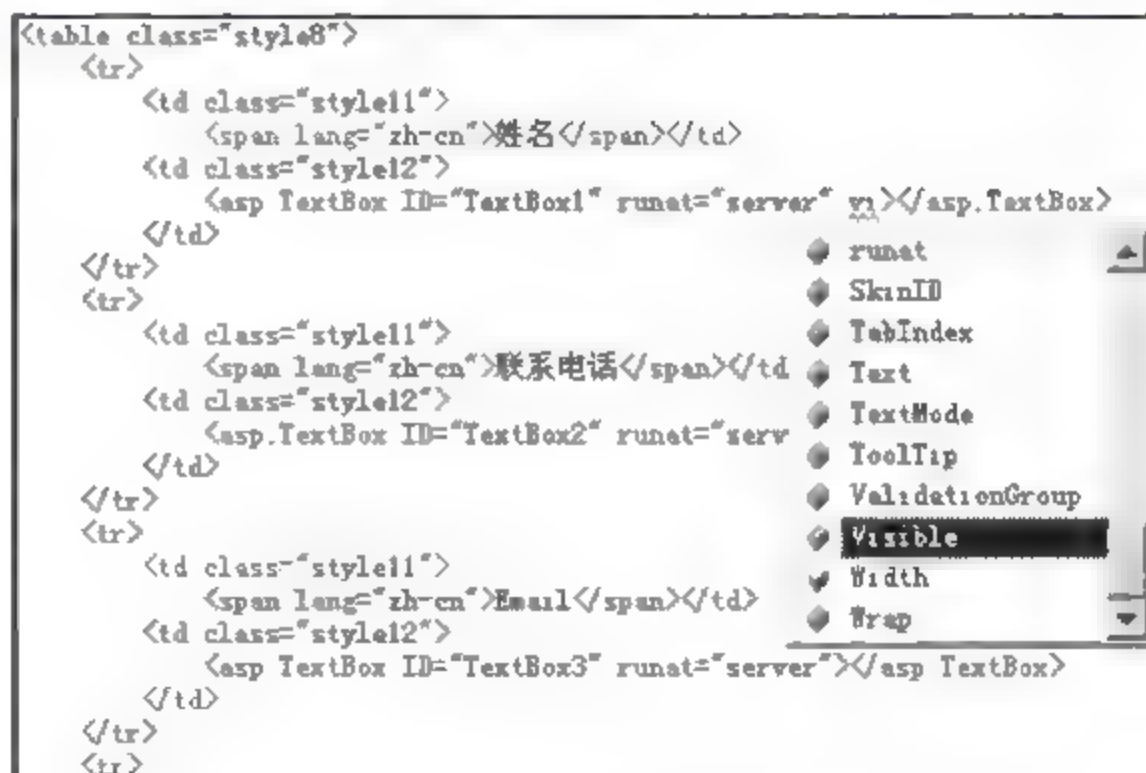 <table class="style8">
<tr>
<td class="style11">
<span lang="zh-cn">姓名</span></td>
<td class="style12">
<asp:TextBox ID="TextBox1" runat="server" vi></asp:TextBox>
</td>
</tr>
<tr>
<td class="style11">
<span lang="zh-cn">联系电话</span></td
<td class="style12">
<asp:TextBox ID="TextBox2" runat="serv
</td>
</tr>
<tr>
<td class="style11">
<span lang="zh-cn">Email</span></td>
<td class="style12">
<asp:TextBox ID="TextBox3" runat="server"></asp:TextBox>
</td>
</tr>
<tr>
runat
SkinID
TabIndex
Text
TextMode
ToolTip
ValidationGroup
Visible
Width
Wrap